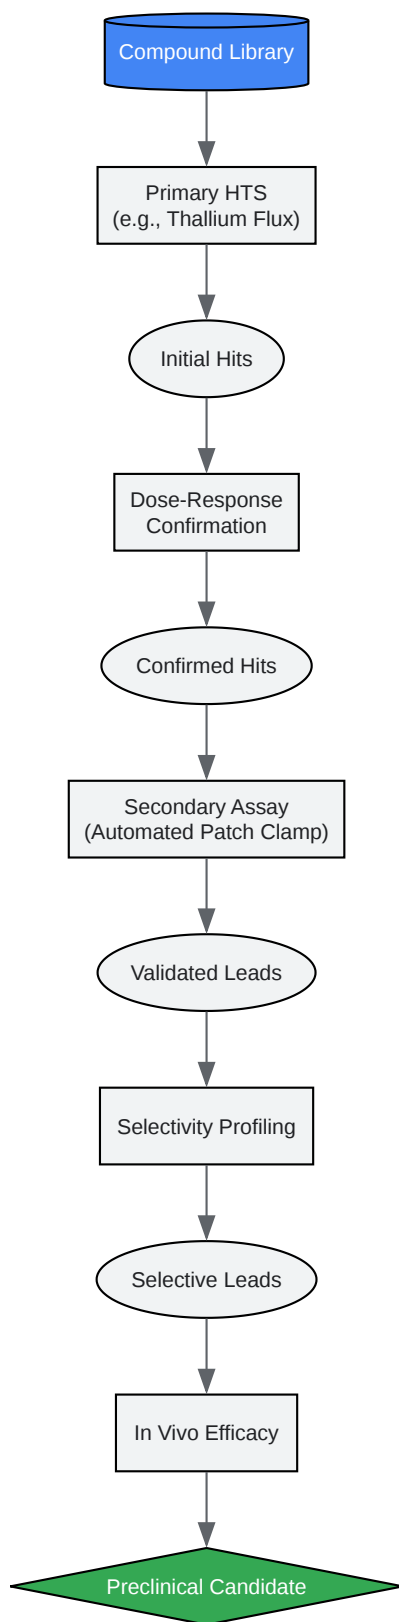 Compound Library
Primary HTS
(e.g., Thallium Flux)
Initial Hits
Dose-Response
Confirmation
Confirmed Hits
Secondary Assay
(Automated Patch Clamp)
Validated Leads
Selectivity Profiling
Selective Leads
In Vivo Efficacy
Preclinical Candidate